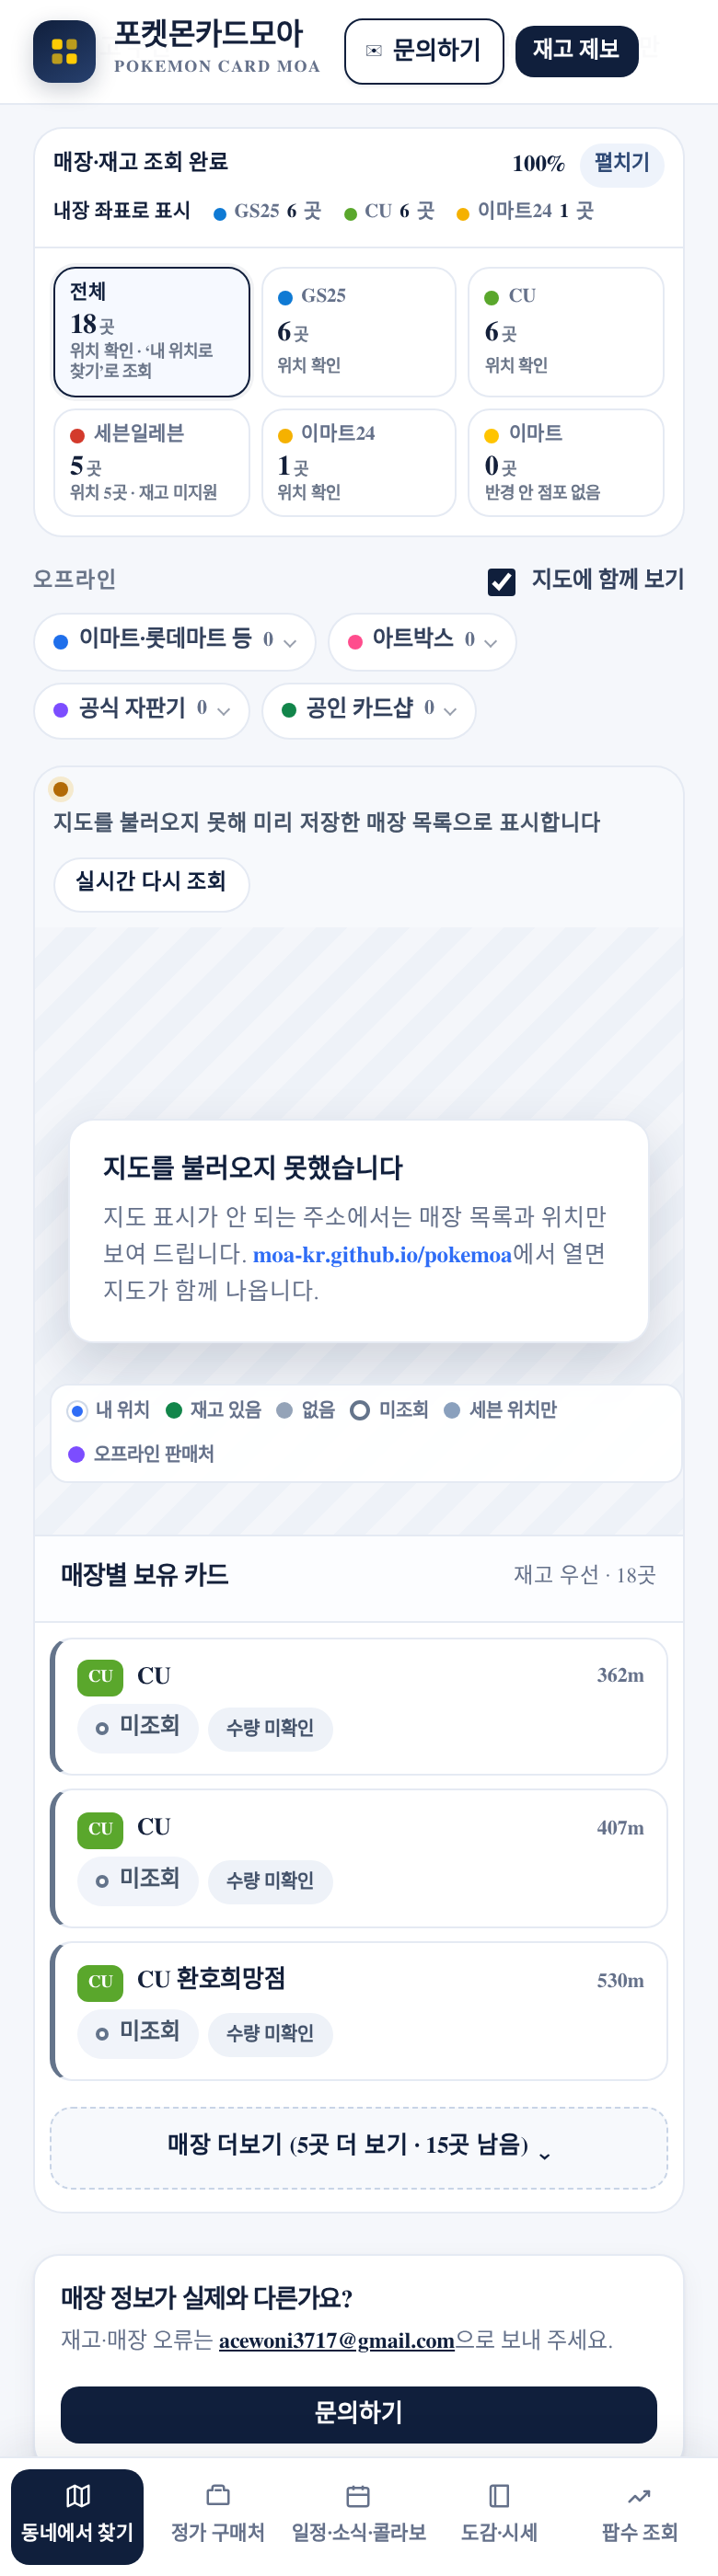 포켓몬카드모아
POKEMON CARD MOA
문의하기
재고 제보
매장·재고 조회 완료
100%
펼치기
내장 좌표로 표시
GS25 6 곳
CU 6 곳
이마트24 1 곳
전체
18곳
위치 확인 · ‘내 위치로
찾기’로 조회
GS25
6곳
위치 확인
CU
6곳
위치 확인
세븐일레븐
5곳
위치 5곳 · 재고 미지원
이마트24
1곳
위치 확인
이마트
0곳
반경 안 점포 없음
오프라인
지도에 함께 보기
이마트·롯데마트 등 0
아트박스 0
공식 자판기 0
공인 카드샵 0
지도를 불러오지 못해 미리 저장한 매장 목록으로 표시합니다
실시간 다시 조회
지도를 불러오지 못했습니다
지도 표시가 안 되는 주소에서는 매장 목록과 위치만
보여 드립니다. moa-kr.github.io/pokemoa에서 열면
지도가 함께 나옵니다.
내 위치
재고 있음
없음
미조회
세븐 위치만
오프라인 판매처
매장별 보유 카드
재고 우선 · 18곳
CU CU 362m
미조회 수량 미확인
CU CU 407m
미조회 수량 미확인
CU CU 환호희망점 530m
미조회 수량 미확인
매장 더보기 (5곳 더 보기 · 15곳 남음)
매장 정보가 실제와 다른가요?
재고·매장 오류는 acewoni3717@gmail.com으로 보내 주세요.
문의하기
동네에서 찾기
정가 구매처
일정·소식·콜라보
도감·시세
팝수 조회